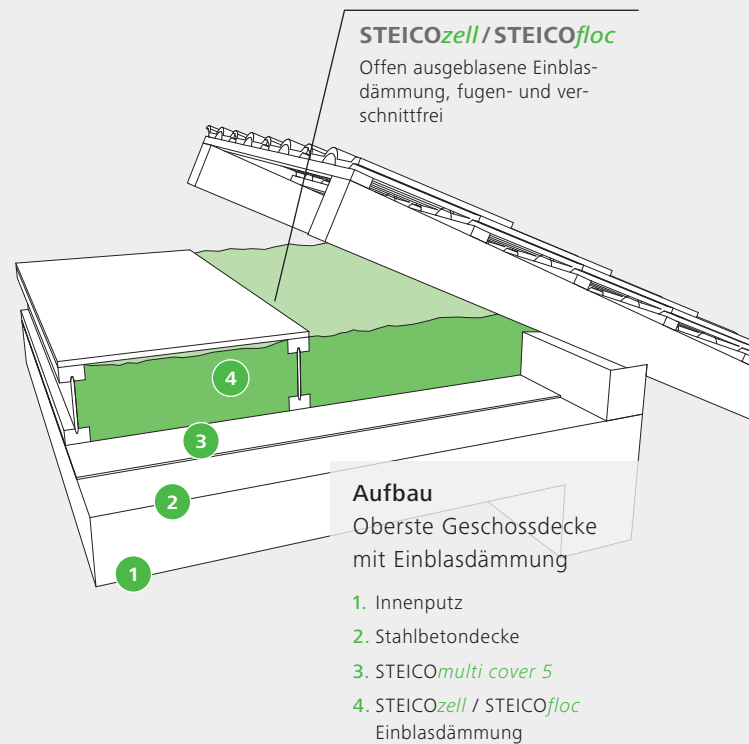 STEICOzell / STEICOfloc
Offen ausgeblasene Einblas-
dämmung, fugen- und ver-
schnittfrei
4
3
2
1
Aufbau
Oberste Geschossdecke
mit Einblasdämmung
1. Innenputz
2. Stahlbetondecke
3. STEICOmulti cover 5
4. STEICOzell / STEICOfloc
Einblasdämmung